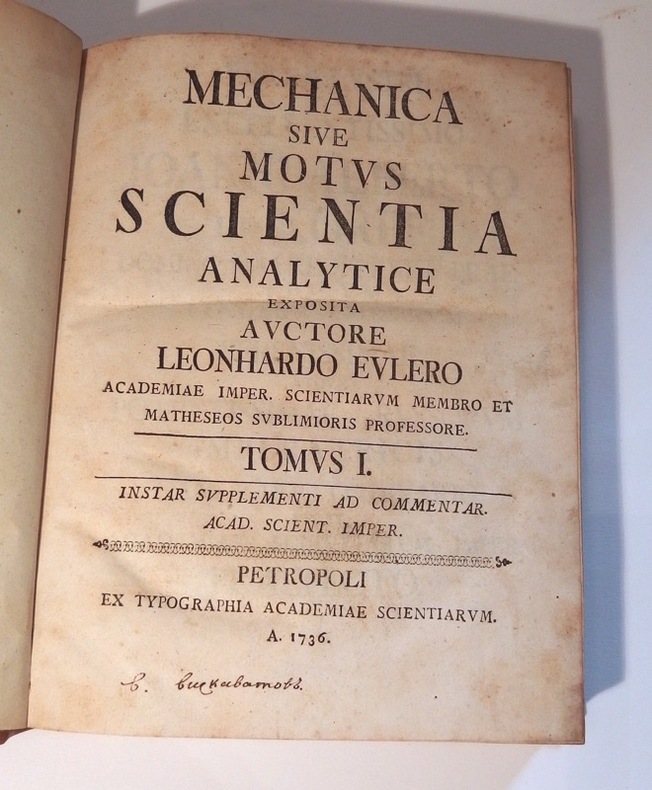 MECHANICA
SIVE
MOTVS
SCIENTIA
ANALYTICE
EXPOSITA
AVCTORE
LEONHARDO EVLERO
ACADEMIAE IMPER. SCIENTIARVM MEMBRO ET
MATHESEOS SVBLIMIORIS PROFESSORE.
TOMVS I.
INSTAR SVPPLEMENTI AD COMMENTAR.
ACAD. SCIENT. IMPER.
PETROPOLI
EX TYPOGRAPHIA ACADEMIAE SCIENTIARVM.
A. 1736.
в. висковатовъ.